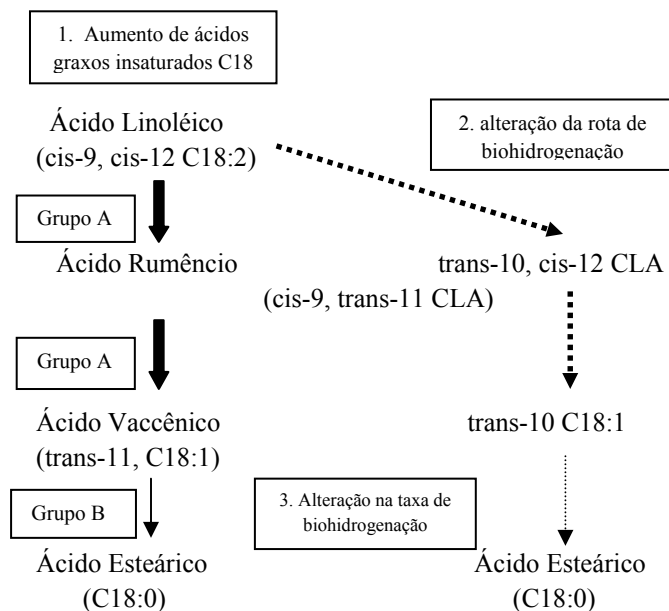 1. Aumento de ácidos
graxos insaturados C18
Ácido Linoléico
(cis-9, cis-12 C18:2)
2. alteração da rota de
biohidrogenação
Grupo A
Ácido Rumêncio
trans-10, cis-12 CLA
(cis-9, trans-11 CLA)
Grupo A
Ácido Vaccênico
(trans-11, C18:1)
trans-10 C18:1
Grupo B
3. Alteração na taxa de
biohidrogenação
Ácido Esteárico
(C18:0)
Ácido Esteárico
(C18:0)